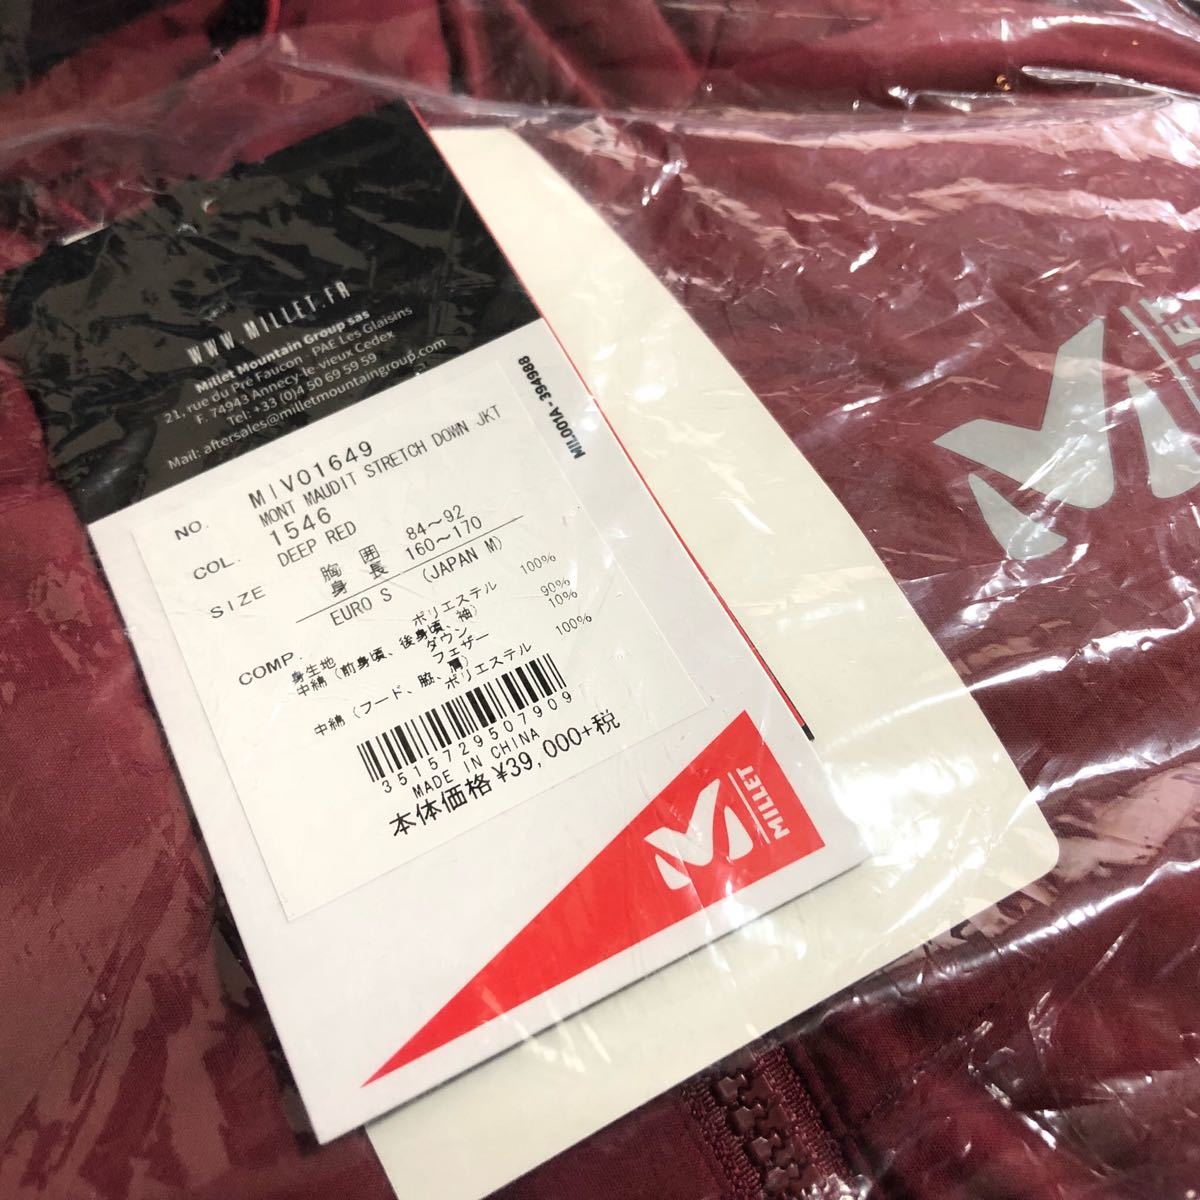 WWW.MILLET.FR
Millet Mountain Group sas
21, rue du Pré Faucon - PAE Les Glaisins
F. 74943 Annecy-le-vieux Cedex
Tel: +33 (0)4 50 69 59 59
Mail: aftersales@milletmountaingroup.com
MIL001A - 394988
NO. MIV01649
MONT MAUDIT STRETCH DOWN JKT
COL. 1546
DEEP RED
SIZE 胸囲 84～92
身長 160～170
EURO S (JAPAN M)
COMP.
身生地 ポリエステル 100%
中綿(前身頃、後身頃、袖)
ダウン 90%
フェザー 10%
中綿(フード、脇、肩)
ポリエステル 100%
3515729507909
MADE IN CHINA
本体価格¥39,000+税
MILLET